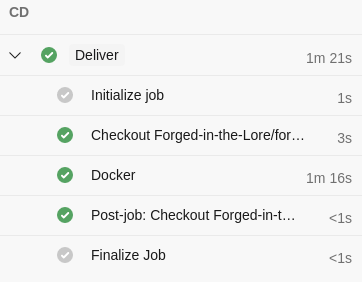 CD
Deliver 1m 21s
Initialize job 1s
Checkout Forged-in-the-Lore/for… 3s
Docker 1m 16s
Post-job: Checkout Forged-in-t… <1s
Finalize Job <1s